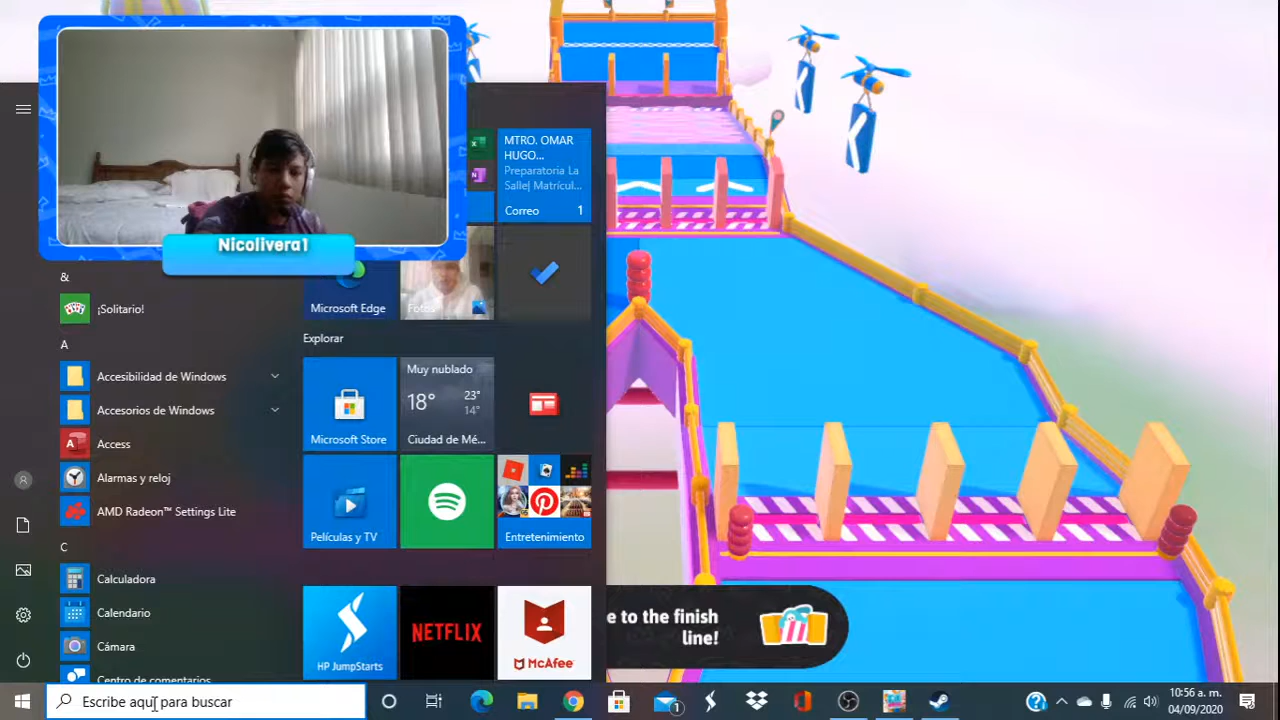 Nicolivera1
MTRO. OMAR
HUGO...
Preparatoria La
Salle| Matrícul...
Correo 1
&
¡Solitario!
A
Accesibilidad de Windows
Accesorios de Windows
Access
Alarmas y reloj
AMD Radeon™ Settings Lite
C
Calculadora
Calendario
Cámara
Centro de comentarios
Microsoft Edge
Fotos
Explorar
Microsoft Store
Muy nublado
18° 23°
14°
Ciudad de Mé...
Películas y TV
Entretenimiento
HP JumpStarts
NETFLIX
McAfee
e to the finish
line!
Escribe aquí para buscar
1
10:56 a. m.
04/09/2020